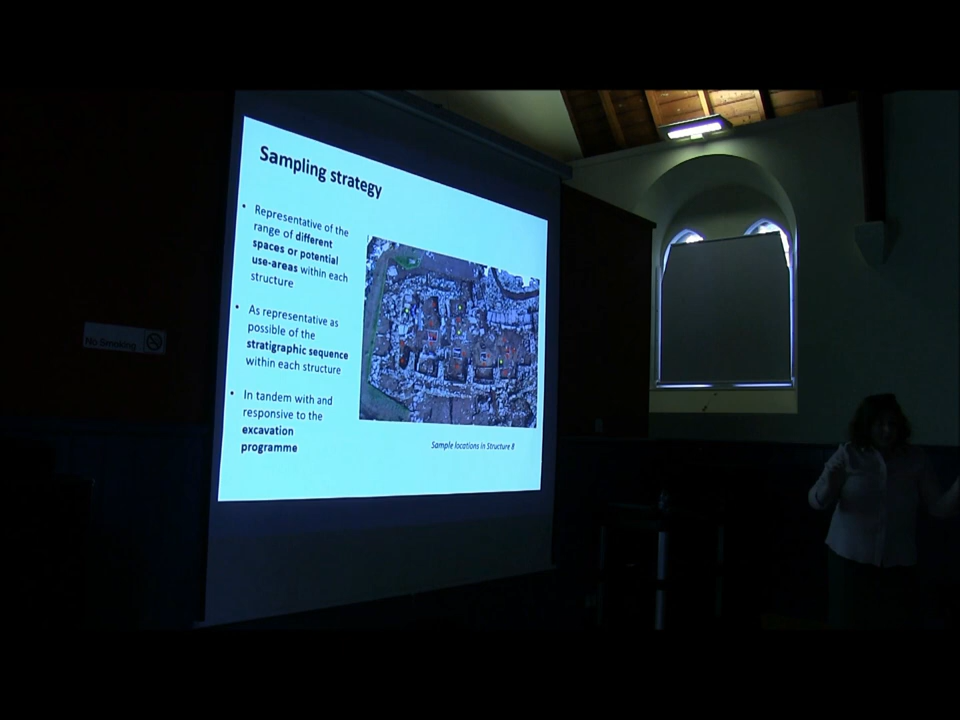 Sampling strategy
• Representative of the
range of different
spaces or potential
use-areas within each
structure
• As representative as
possible of the
stratigraphic sequence
within each structure
• In tandem with and
responsive to the
excavation
programme
Sample locations in Structure 8
No Smoking